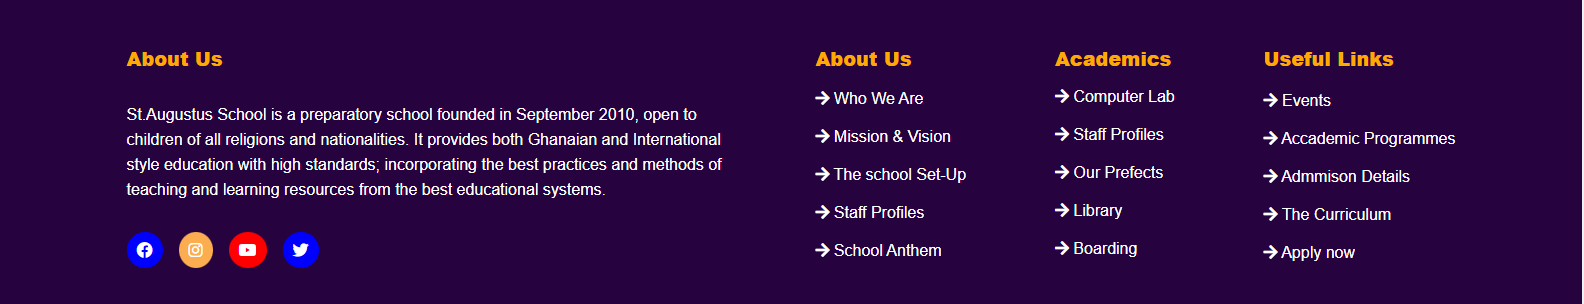 About Us
St.Augustus School is a preparatory school founded in September 2010, open to
children of all religions and nationalities. It provides both Ghanaian and International
style education with high standards; incorporating the best practices and methods of
teaching and learning resources from the best educational systems.
About Us
Who We Are
Mission & Vision
The school Set-Up
Staff Profiles
School Anthem
Academics
Computer Lab
Staff Profiles
Our Prefects
Library
Boarding
Useful Links
Events
Accademic Programmes
Admmison Details
The Curriculum
Apply now